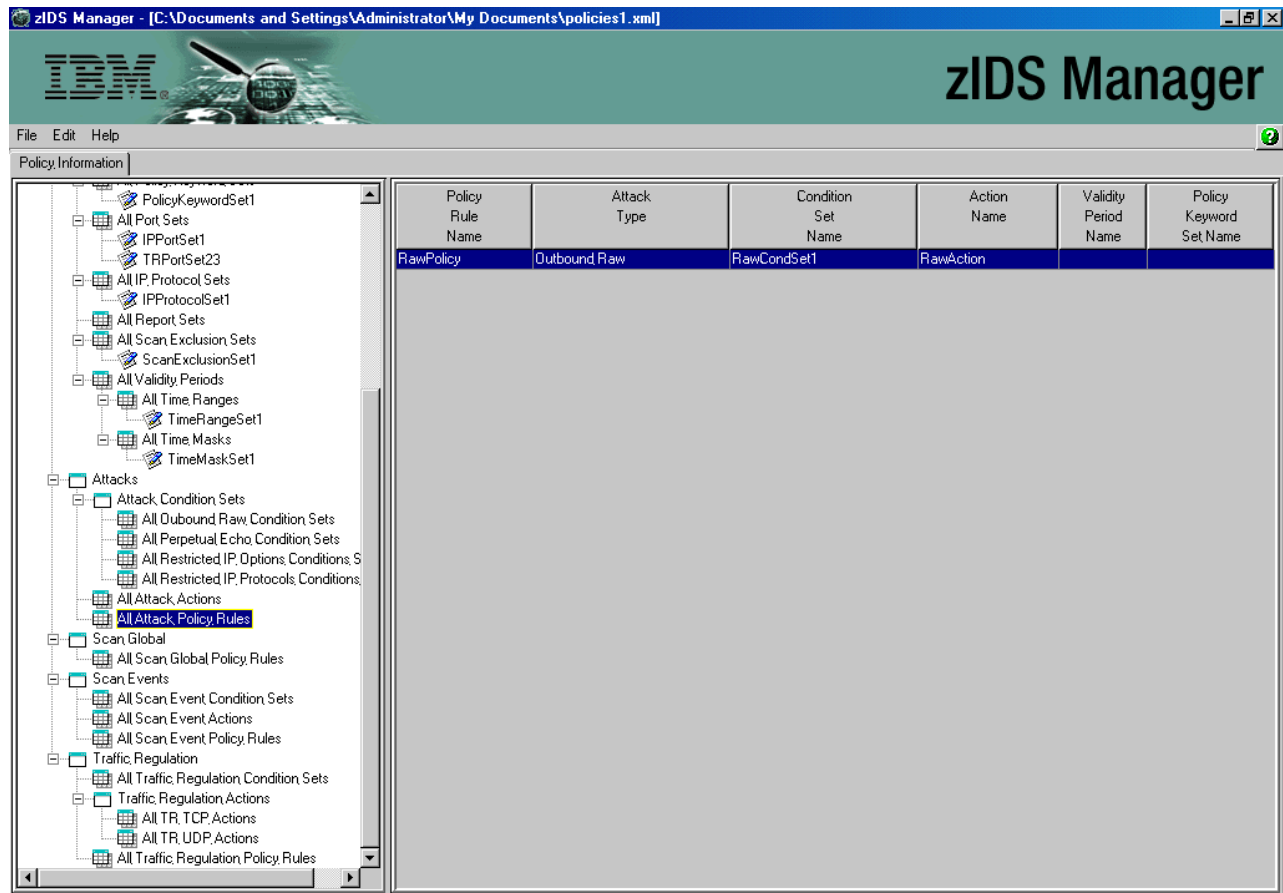 zIDS Manager - [C:\Documents and Settings\Administrator\My Documents\policies1.xml]
IBM.
zIDS Manager
File Edit Help
Policy Information
PolicyKeywordSet1
All Port Sets
IPPortSet1
TRPortSet23
All IP Protocol Sets
IPProtocolSet1
All Report Sets
All Scan Exclusion Sets
ScanExclusionSet1
All Validity Periods
All Time Ranges
TimeRangeSet1
All Time Masks
TimeMaskSet1
Attacks
Attack Condition Sets
All Oubound Raw Condition Sets
All Perpetual Echo Condition Sets
All Restricted IP Options Conditions S
All Restricted IP Protocols Conditions
All Attack Actions
All Attack Policy Rules
Scan Global
All Scan Global Policy Rules
Scan Events
All Scan Event Condition Sets
All Scan Event Actions
All Scan Event Policy Rules
Traffic Regulation
All Traffic Regulation Condition Sets
Traffic Regulation Actions
All TR TCP Actions
All TR UDP Actions
All Traffic Regulation Policy Rules
Policy Rule Name
Attack Type
Condition Set Name
Action Name
Validity Period Name
Policy Keyword Set Name
RawPolicy Outbound Raw RawCondSet1 RawAction